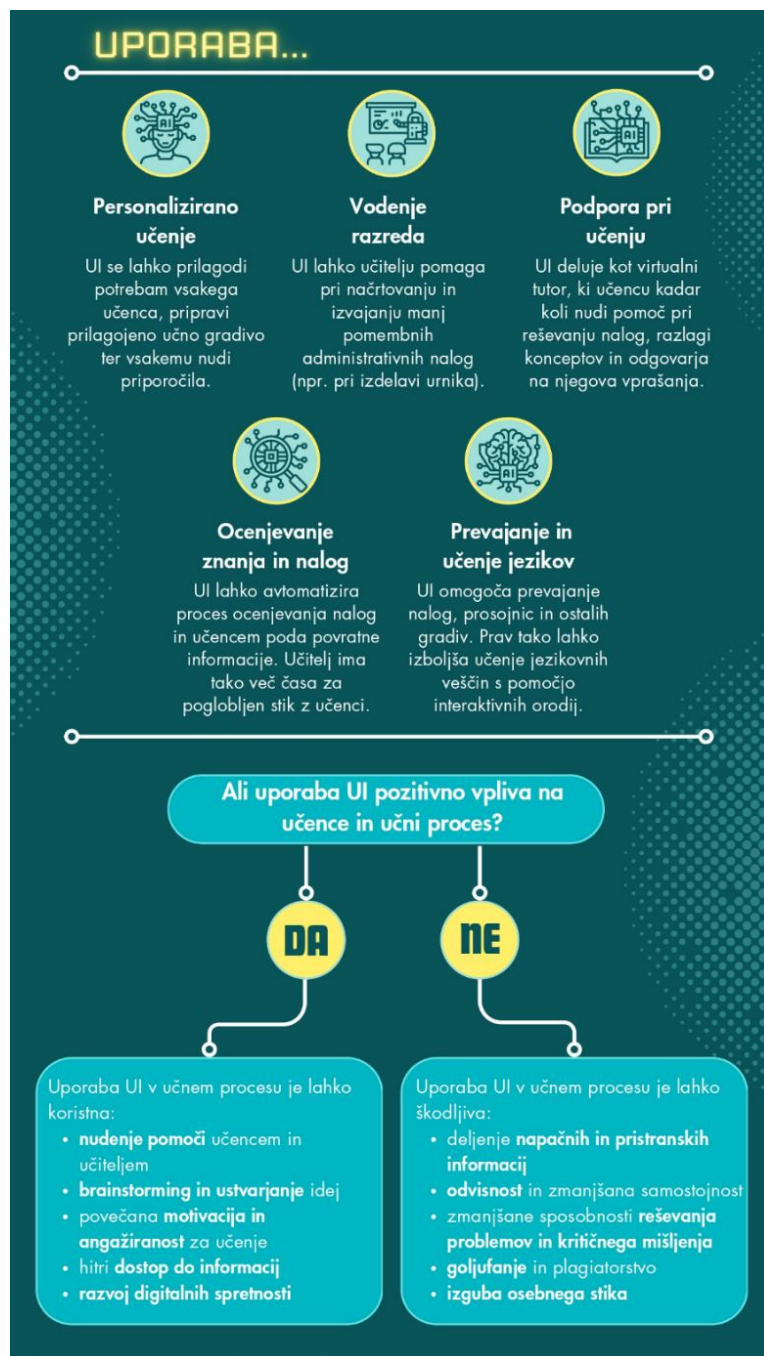 UPORABA...
Personalizirano
učenje
UI se lahko prilagodi
potrebam vsakega
učenca, pripravi
prilagojeno učno gradivo
ter vsakemu nudi
priporočila.
Vodenje
razreda
UI lahko učitelju pomaga
pri načrtovanju in
izvajanju manj
pomembnih
administrativnih nalog
(npr. pri izdelavi urnika).
Podpora pri
učenju
UI deluje kot virtualni
tutor, ki učencu kadar
koli nudi pomoč pri
reševanju nalog, razlagi
konceptov in odgovarja
na njegova vprašanja.
Ocenjevanje
znanja in nalog
UI lahko avtomatizira
proces ocenjevanja nalog
in učencem poda povratne
informacije. Učitelj ima
tako več časa za
poglobljen stik z učenci.
Prevajanje in
učenje jezikov
UI omogoča prevajanje
nalog, prosojnic in ostalih
gradiv. Prav tako lahko
izboljša učenje jezikovnih
veščin s pomočjo
interaktivnih orodij.
Ali uporaba UI pozitivno vpliva na
učence in učni proces?
DA
NE
Uporaba UI v učnem procesu je lahko
koristna:
• nudenje pomoči učencem in
učiteljem
• brainstorming in ustvarjanje idej
• povečana motivacija in
angažiranost za učenje
• hitri dostop do informacij
• razvoj digitalnih spretnosti
Uporaba UI v učnem procesu je lahko
škodljiva:
• deljenje napačnih in pristranskih
informacij
• odvisnost in zmanjšana samostojnost
• zmanjšane sposobnosti reševanja
problemov in kritičnega mišljenja
• goljufanje in plagiatorstvo
• izguba osebnega stika